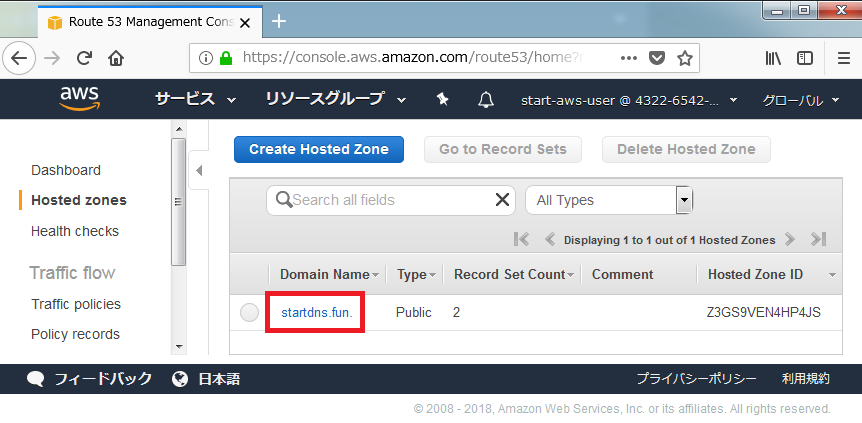 Route 53 Management Cons
https://console.aws.amazon.com/route53/home?
aws
サービス
リソースグループ
start-aws-user @ 4322-6542-...
グローバル
Dashboard
Hosted zones
Health checks
Traffic flow
Traffic policies
Policy records
Create Hosted Zone
Go to Record Sets
Delete Hosted Zone
Search all fields
All Types
Displaying 1 to 1 out of 1 Hosted Zones
Domain Name Type Record Set Count Comment Hosted Zone ID
startdns.fun. Public 2 Z3GS9VEN4HP4JS
フィードバック
日本語
プライバシーポリシー
利用規約
© 2008 - 2018, Amazon Web Services, Inc. or its affiliates. All rights reserved.